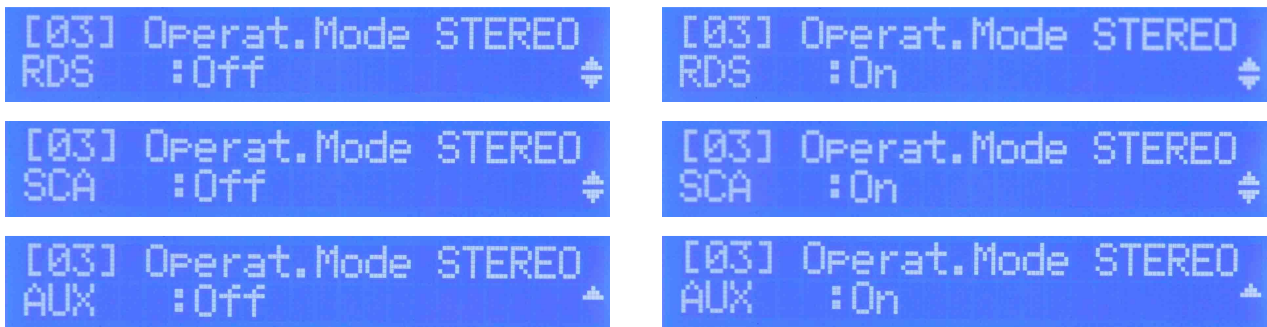 [03] Operat.Mode STEREO
RDS :Off
[03] Operat.Mode STEREO
RDS :On
[03] Operat.Mode STEREO
SCA :Off
[03] Operat.Mode STEREO
SCA :On
[03] Operat.Mode STEREO
AUX :Off
[03] Operat.Mode STEREO
AUX :On